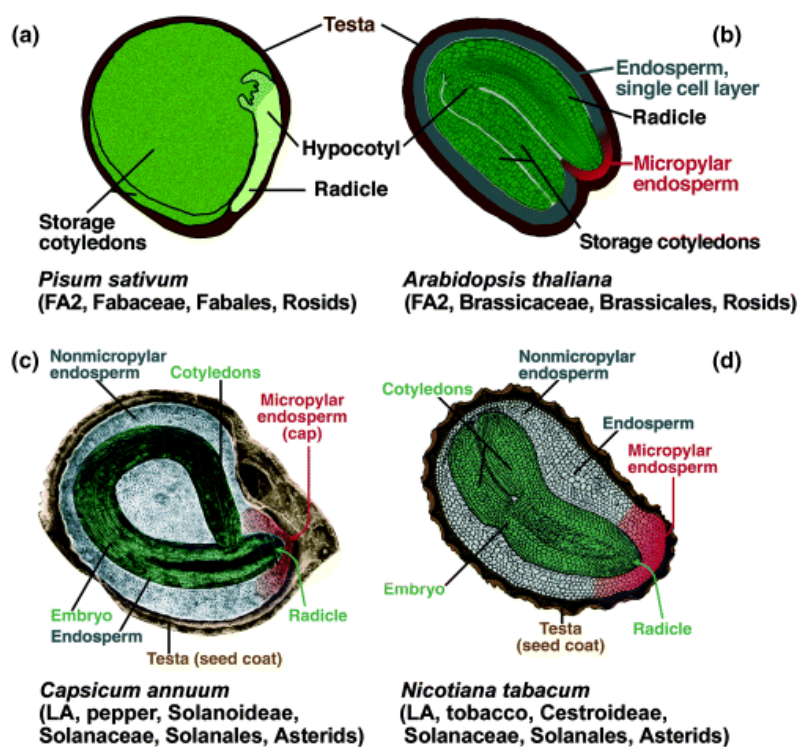 (a)
Testa
(b)
Endosperm,
single cell layer
Radicle
Hypocotyl
Micropylar
endosperm
Radicle
Storage
cotyledons
Storage cotyledons
Pisum sativum
(FA2, Fabaceae, Fabales, Rosids)
Arabidopsis thaliana
(FA2, Brassicaceae, Brassicales, Rosids)
(c)
Nonmicropylar
endosperm
Cotyledons
Micropylar
endosperm
(cap)
Embryo
Endosperm
Radicle
Testa (seed coat)
Capsicum annuum
(LA, pepper, Solanoideae,
Solanaceae, Solanales, Asterids)
(d)
Nonmicropylar
endosperm
Cotyledons
Endosperm
Micropylar
endosperm
Embryo
Testa
(seed coat)
Radicle
Nicotiana tabacum
(LA, tobacco, Cestroideae,
Solanaceae, Solanales, Asterids)